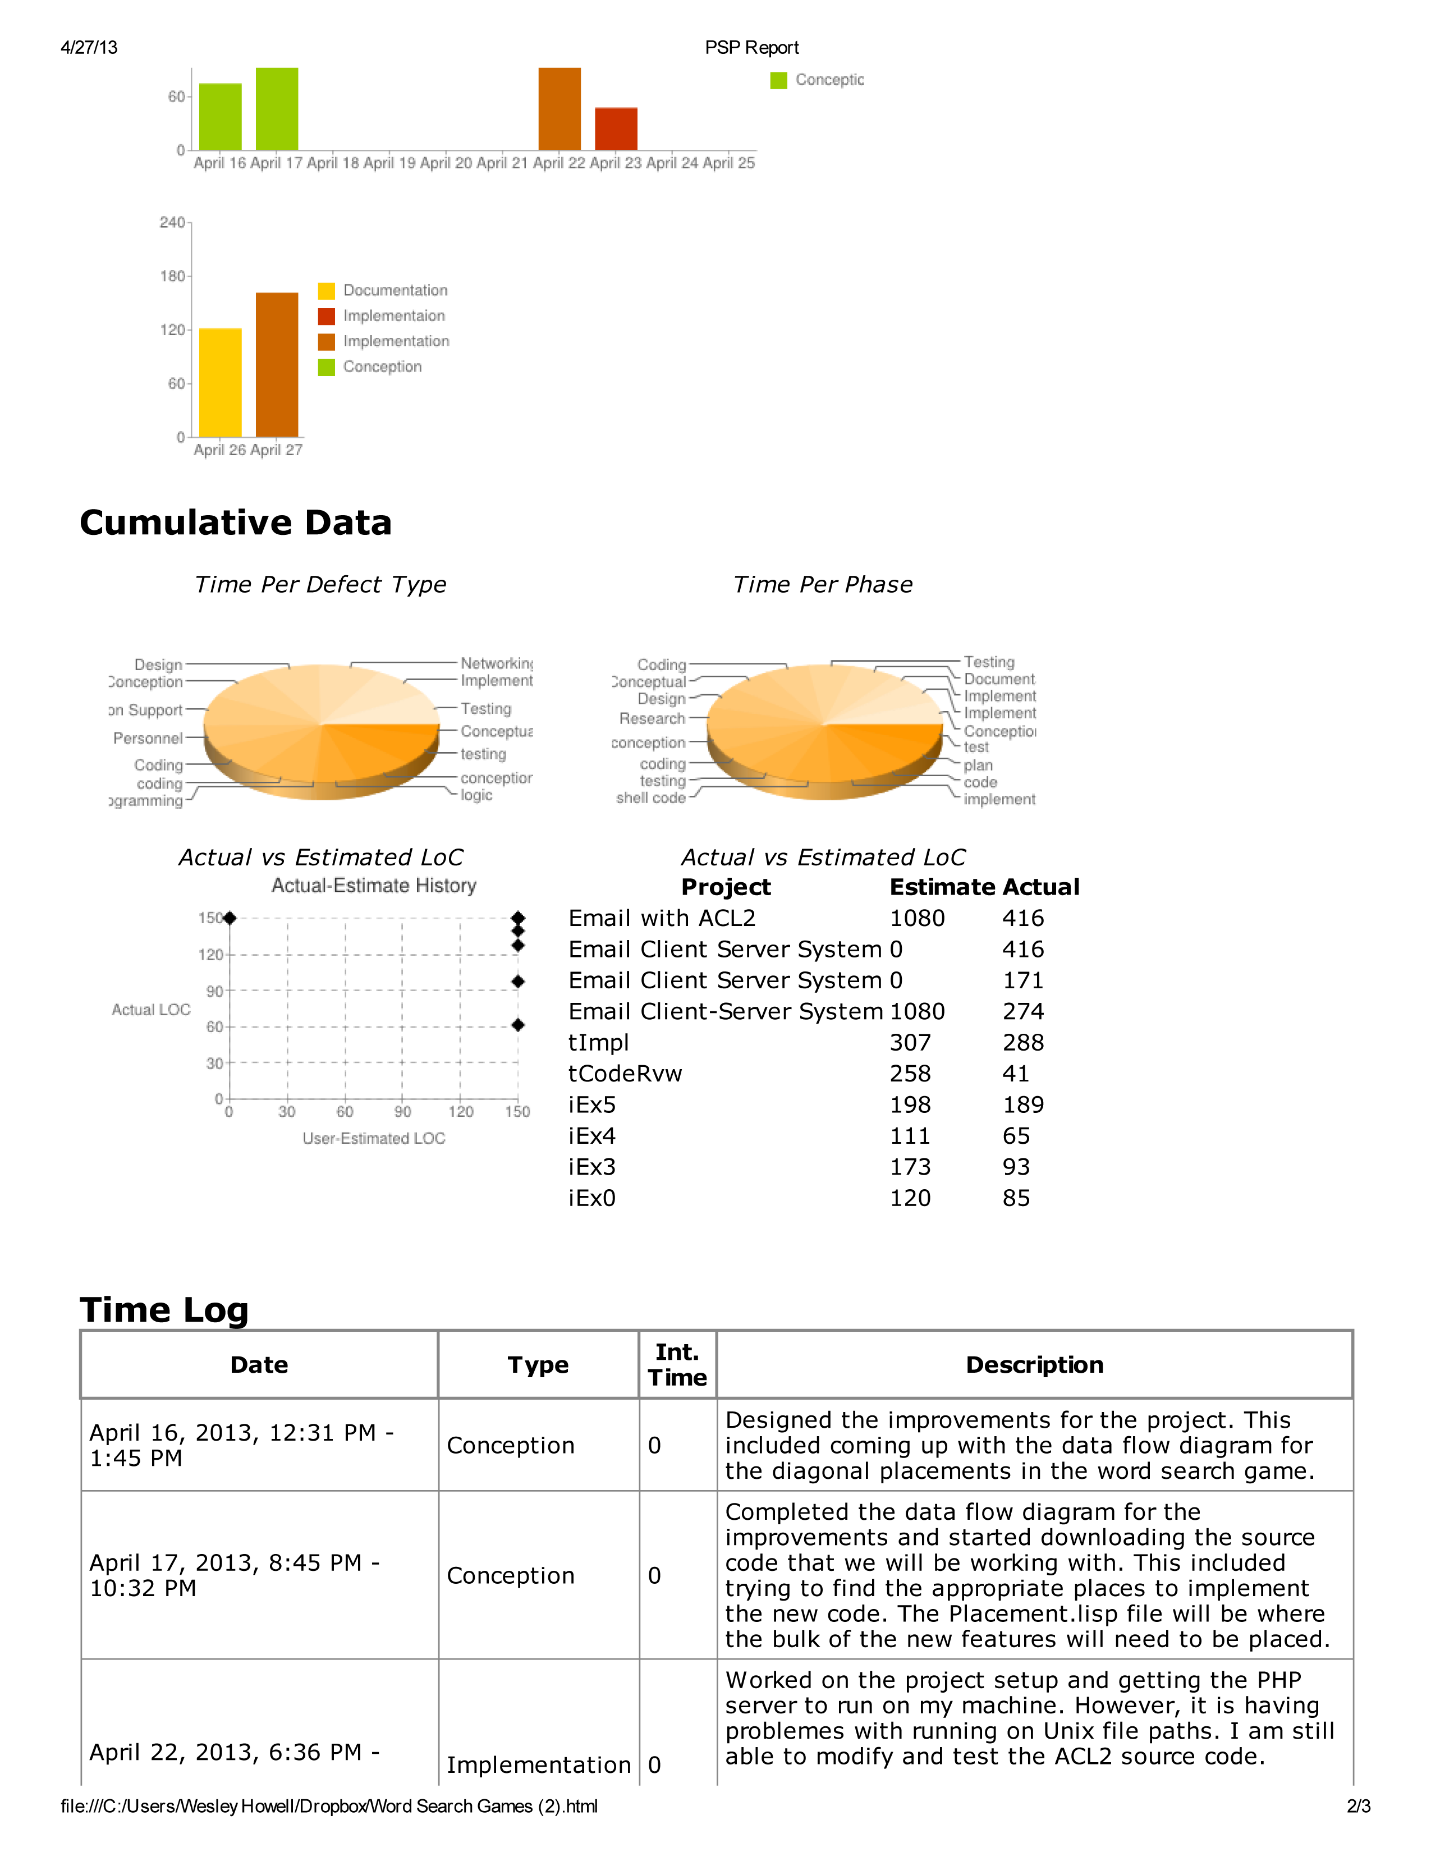 4/27/13 PSP Report
Conceptic
60
0
April 16 April 17 April 18 April 19 April 20 April 21 April 22 April 23 April 24 April 25
240
180
120
60
0
April 26 April 27
Documentation
Implementaion
Implementation
Conception
Cumulative Data
Time Per Defect Type
Design
Conception
on Support
Personnel
Coding
coding
ogramming
Networking
Implement
Testing
Conceptua
testing
conception
logic
Time Per Phase
Coding
Conceptual
Design
Research
conception
coding
testing
shell code
Testing
Document
Implement
Implement
Conceptio
test
plan
code
implement
Actual vs Estimated LoC
Actual-Estimate History
Actual LOC
150
120
90
60
30
0
0 30 60 90 120 150
User-Estimated LOC
Actual vs Estimated LoC
Project Estimate Actual
Email with ACL2 1080 416
Email Client Server System 0 416
Email Client Server System 0 171
Email Client-Server System 1080 274
tImpl 307 288
tCodeRvw 258 41
iEx5 198 189
iEx4 111 65
iEx3 173 93
iEx0 120 85
Time Log
Date
Type
Int.
Time
Description
April 16, 2013, 12:31 PM -
1:45 PM
Conception
0
Designed the improvements for the project. This
included coming up with the data flow diagram for
the diagonal placements in the word search game.
April 17, 2013, 8:45 PM -
10:32 PM
Conception
0
Completed the data flow diagram for the
improvements and started downloading the source
code that we will be working with. This included
trying to find the appropriate places to implement
the new code. The Placement.lisp file will be where
the bulk of the new features will need to be placed.
April 22, 2013, 6:36 PM -
Implementation
0
Worked on the project setup and getting the PHP
server to run on my machine. However, it is having
problemes with running on Unix file paths. I am still
able to modify and test the ACL2 source code.
file:///C:/Users/Wesley Howell/Dropbox/Word Search Games (2).html 2/3